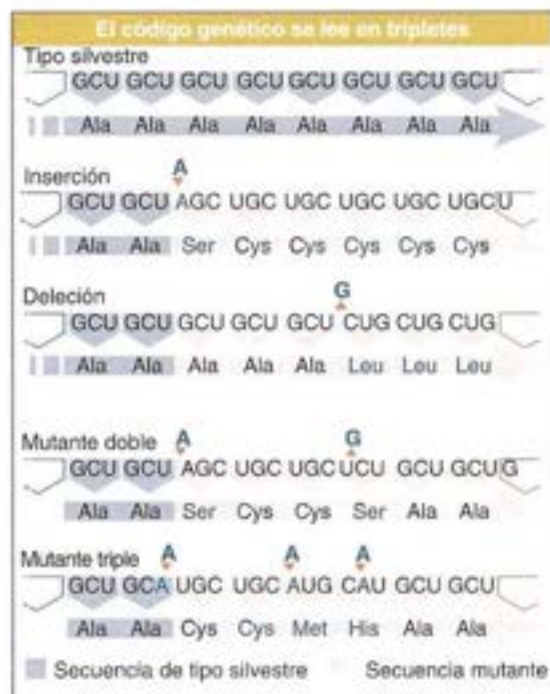 El código genético se lee en tripletes
Tipo silvestre
GCU GCU GCU GCU GCU GCU GCU GCU
Ala Ala Ala Ala Ala Ala Ala Ala
A
Inserción
GCU GCU AGC UGC UGC UGC UGC UGCU
Ala Ala Ser Cys Cys Cys Cys Cys
G
Deleción
GCU GCU GCU GCU GCU CUG CUG CUG
Ala Ala Ala Ala Ala Leu Leu Leu
Mutante doble A G
GCU GCU AGC UGC UGCUCU GCU GCUG
Ala Ala Ser Cys Cys Ser Ala Ala
Mutante triple A A A
GCU GCA UGC UGC AUG CAU GCU GCU
Ala Ala Cys Cys Met His Ala Ala
Secuencia de tipo silvestre Secuencia mutante